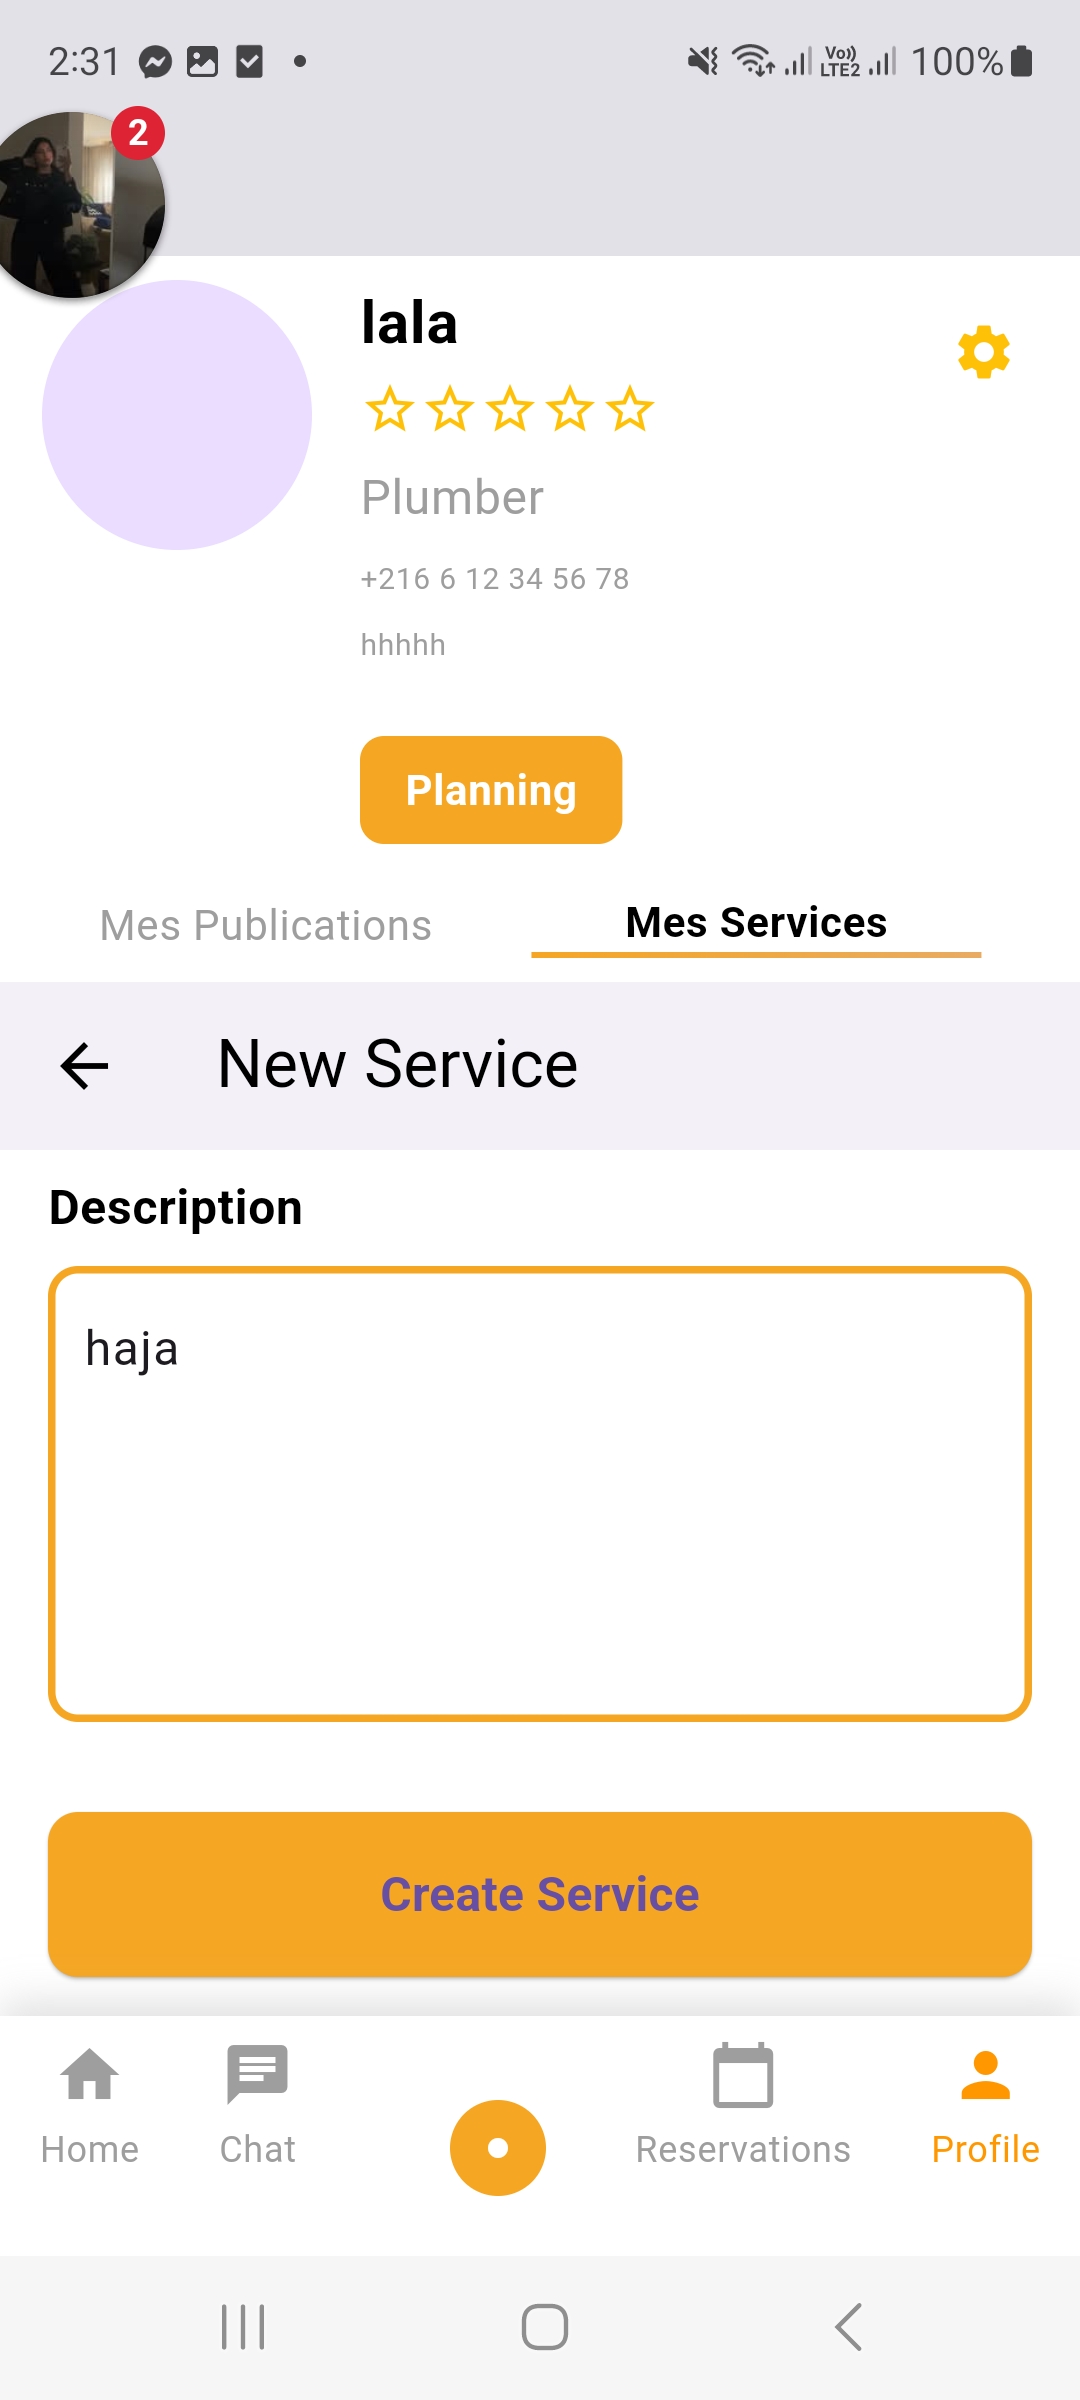 2:31
Vo)) LTE2 100%
2
lala
Plumber
+216 6 12 34 56 78
hhhhh
Planning
Mes Publications Mes Services
New Service
Description
haja
Create Service
Home Chat Reservations Profile